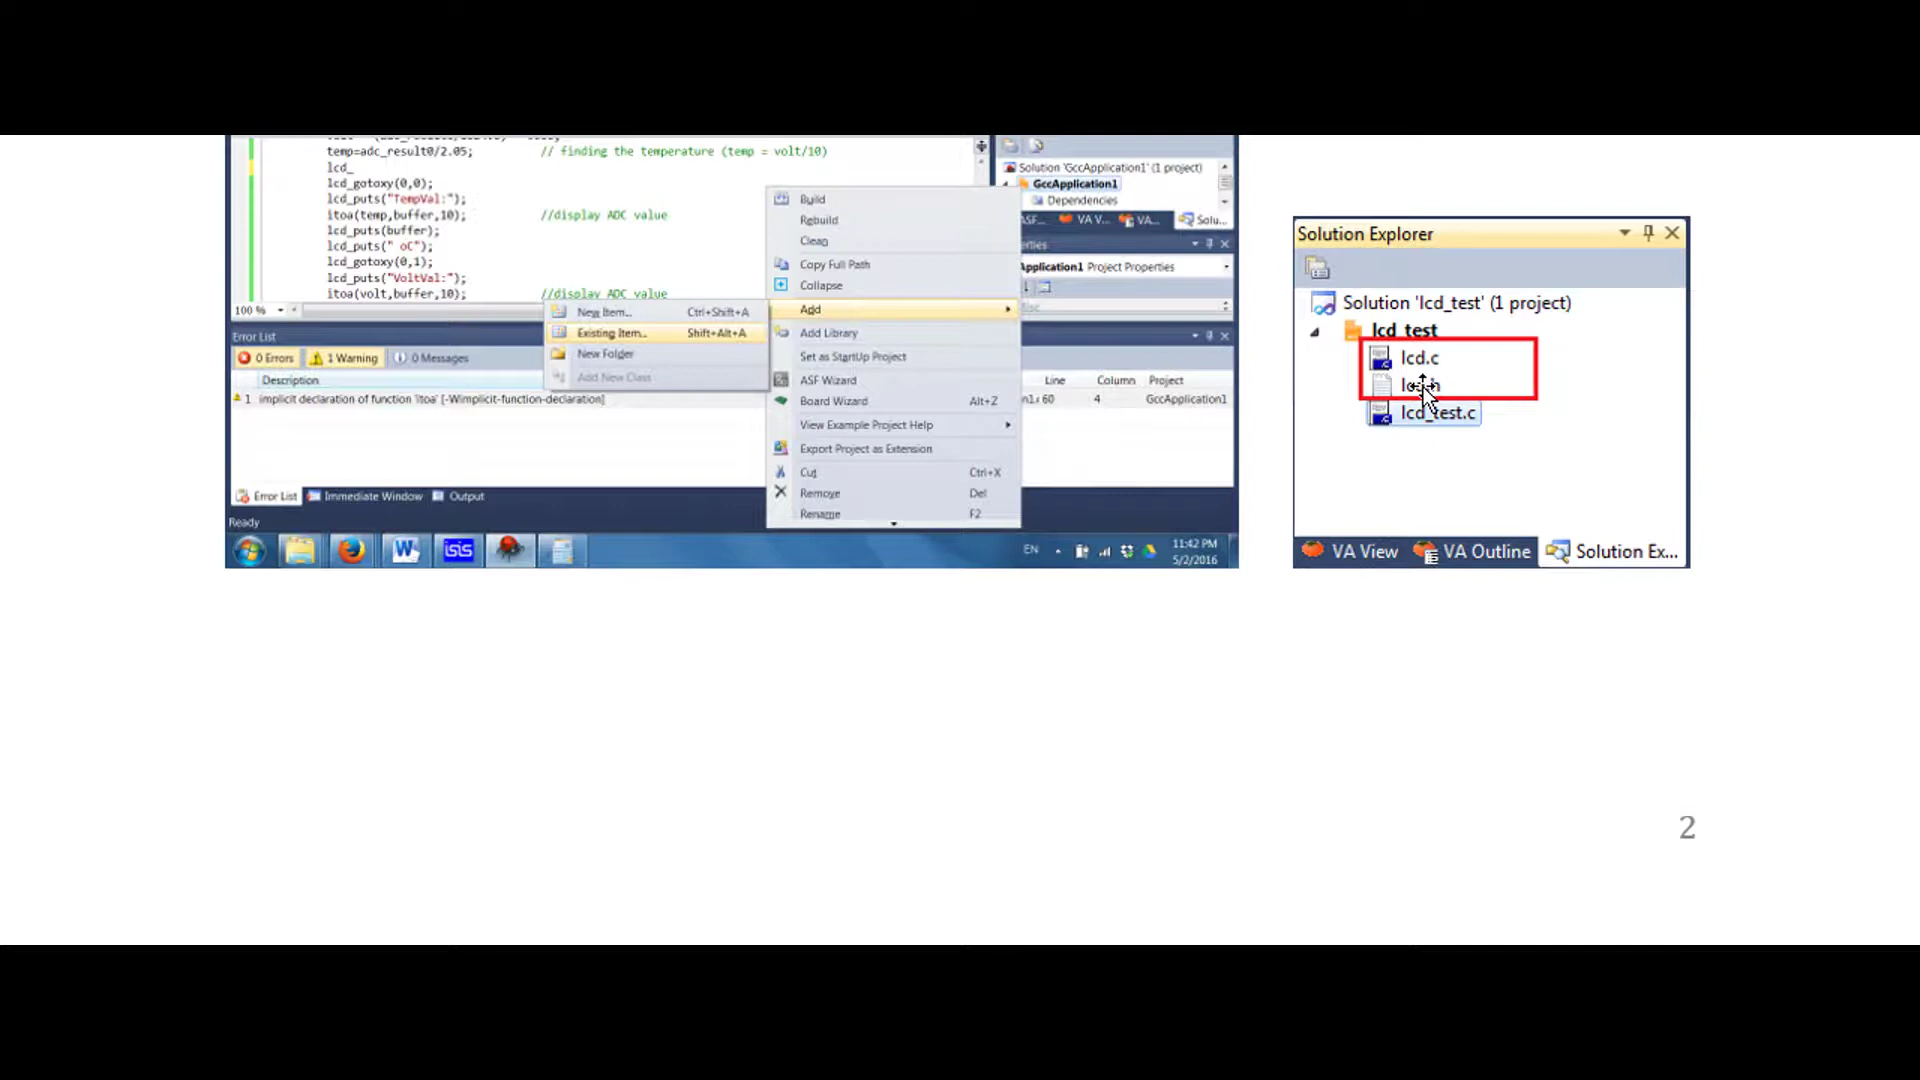 temp=adc_result0/2.05; // finding the temperature (temp = volt/10)
lcd_
lcd_gotoxy(0,0);
lcd_puts("TempVal:");
itoa(temp,buffer,10); //display ADC value
lcd_puts(buffer);
lcd_puts(" oC");
lcd_gotoxy(0,1);
lcd_puts("VoltVal:");
itoa(volt,buffer,10); //display ADC value
100 %
Solution 'GccApplication1' (1 project)
GccApplication1
Dependencies
ASF... VA V... VA... Solu...
Application1 Project Properties
Build
Rebuild
Clean
Copy Full Path
Collapse
Add
Add Library
Set as StartUp Project
ASF Wizard
Board Wizard Alt+Z
View Example Project Help
Export Project as Extension
Cut Ctrl+X
Remove Del
Rename F2
New Item... Ctrl+Shift+A
Existing Item... Shift+Alt+A
New Folder
Add New Class
Error List
0 Errors 1 Warning 0 Messages
Description Line Column Project
1 implicit declaration of function 'itoa' [-Wimplicit-function-declaration] 60 4 GccApplication1
Error List Immediate Window Output
Ready
W isis EN 11:42 PM
5/2/2016
Solution Explorer
Solution 'lcd_test' (1 project)
lcd_test
lcd.c
lcd_test.c
VA View VA Outline Solution Ex...
2